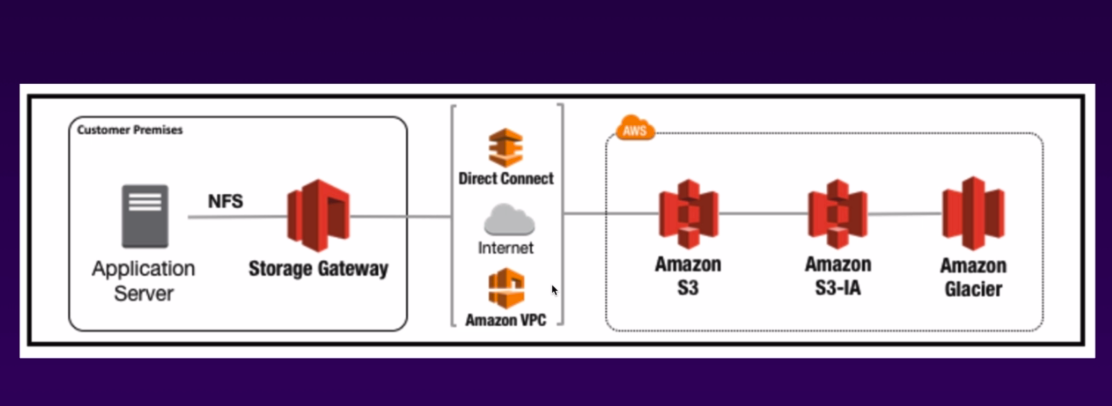 Customer Premises
NFS
Application
Server
Storage Gateway
Direct Connect
Internet
Amazon VPC
AWS
Amazon
S3
Amazon
S3-IA
Amazon
Glacier